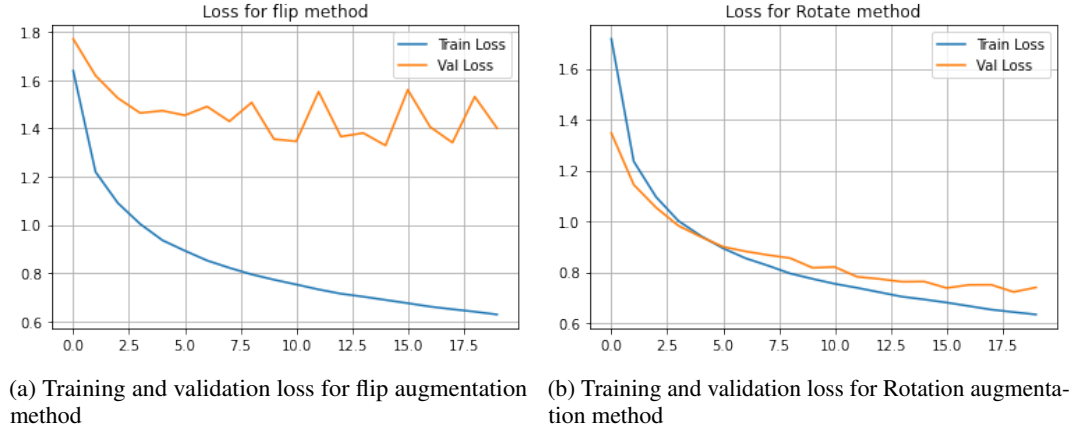 Loss for flip method
Train Loss
Val Loss
1.8
1.6
1.4
1.2
1.0
0.8
0.6
0.0 2.5 5.0 7.5 10.0 12.5 15.0 17.5
(a) Training and validation loss for flip augmentation
method
Loss for Rotate method
Train Loss
Val Loss
1.6
1.4
1.2
1.0
0.8
0.6
0.0 2.5 5.0 7.5 10.0 12.5 15.0 17.5
(b) Training and validation loss for Rotation augmenta-
tion method